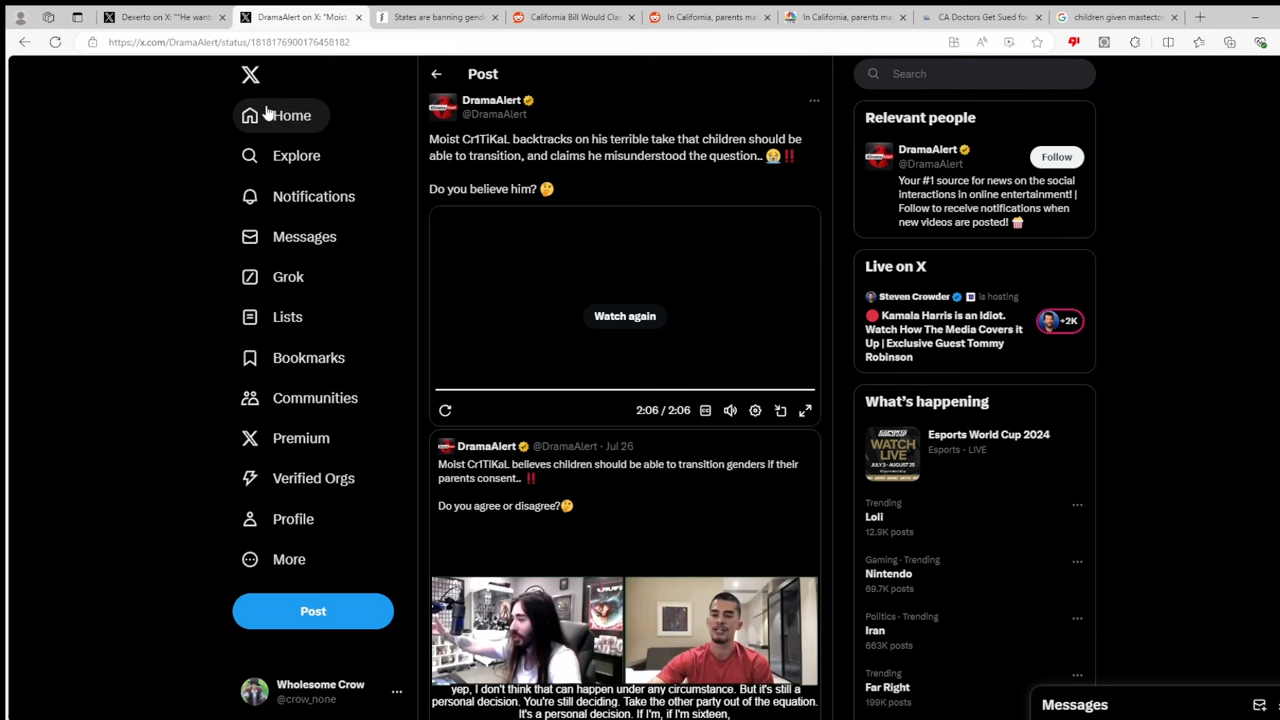 Dexerto on X: "“He want
DramaAlert on X: "Moist
States are banning gende
California Bill Would Clas
In California, parents ma
In California, parents ma
CA Doctors Get Sued for
children given mastector
https://x.com/DramaAlert/status/1818176900176458182
Home
Explore
Notifications
Messages
Grok
Lists
Bookmarks
Communities
Premium
Verified Orgs
Profile
More
Post
Wholesome Crow
@crow_none
Post
DramaAlert
@DramaAlert
Moist Cr1TiKaL backtracks on his terrible take that children should be
able to transition, and claims he misunderstood the question.. 😭‼️
Do you believe him? 🤔
Watch again
2:06 / 2:06
DramaAlert @DramaAlert · Jul 26
Moist Cr1TiKaL believes children should be able to transition genders if their
parents consent.. ‼️
Do you agree or disagree?🤔
yep, I don't think that can happen under any circumstance. But it's still a
personal decision. You're still deciding. Take the other party out of the equation.
It's a personal decision. If I'm, if I'm sixteen,
Search
Relevant people
DramaAlert
@DramaAlert
Follow
Your #1 source for news on the social
interactions in online entertainment! |
Follow to receive notifications when
new videos are posted! 🍿
Live on X
Steven Crowder is hosting
🔴 Kamala Harris is an Idiot.
Watch How The Media Covers it
Up | Exclusive Guest Tommy
Robinson
+2K
What's happening
WATCH
LIVE
Esports World Cup 2024
Esports · LIVE
Trending
Loli
12.9K posts
Gaming · Trending
Nintendo
69.7K posts
Politics · Trending
Iran
663K posts
Trending
Far Right
199K posts
Messages